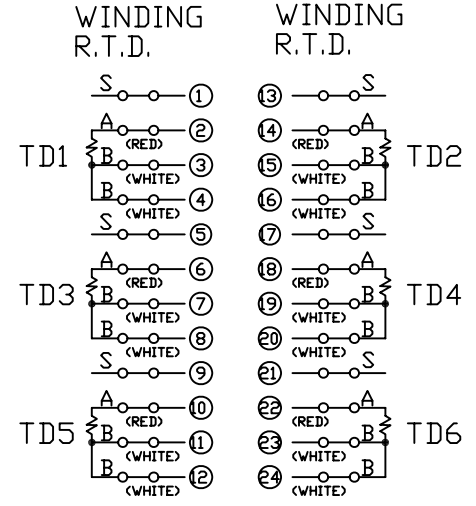 WINDING WINDING
R.T.D. R.T.D.
S 1 13 S
A 2 14 A
(RED) (RED)
TD1 B 3 15 B TD2
(WHITE) (WHITE)
B 4 16 B
(WHITE) (WHITE)
S 5 17 S
A 6 18 A
(RED) (RED)
TD3 B 7 19 B TD4
(WHITE) (WHITE)
B 8 20 B
(WHITE) (WHITE)
S 9 21 S
A 10 22 A
(RED) (RED)
TD5 B 11 23 B TD6
(WHITE) (WHITE)
B 12 24 B
(WHITE) (WHITE)